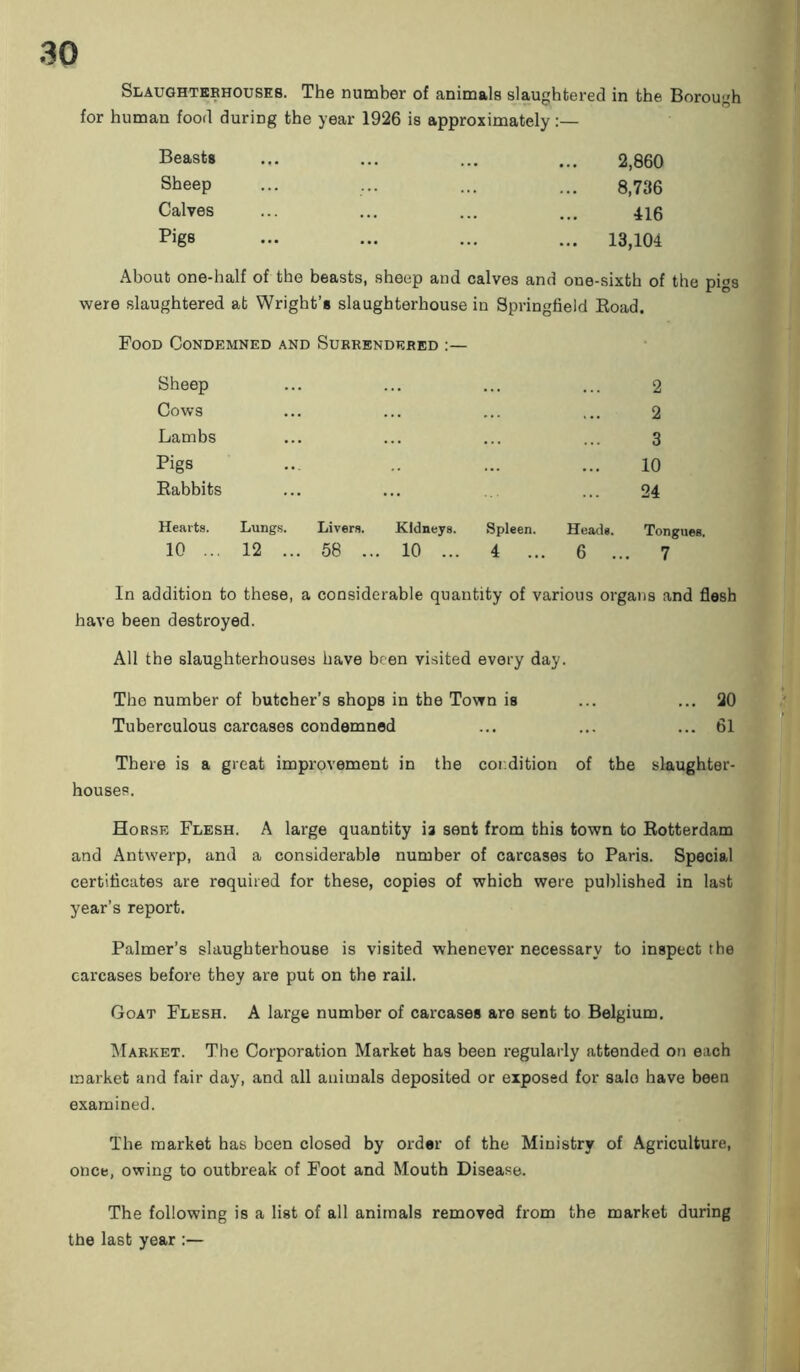 30
SLAUGHTERHOUSES. The number of animals slaughtered in the Borough
for human food during the year 1926 is approximately :—
Beasts ... ... ... ... 2,860
Sheep ... ... ... ... 8,736
Calves ... ... ... ... 416
Pigs ... ... ... ... 13,104
About one-half of the beasts, sheep and calves and one-sixth of the pigs
were slaughtered at Wright's slaughterhouse in Springfield Road.
FOOD CONDEMNED AND SURRENDERED :—
Sheep ... ... ... ... 2
Cows ... ... ... ... 2
Lambs ... ... ... ... 3
Pigs ... .. ... ... 10
Rabbits ... ... ... ... 24
Hearts. Lungs. Livers. Kidneys. Spleen. Heads. Tongues.
10 ... 12 ... 58 ... 10 ... 4 ... 6 ... 7
In addition to these, a considerable quantity of various organs and flesh
have been destroyed.
All the slaughterhouses have been visited every day.
The number of butcher's shops in the Town is ... ... 20
Tuberculous carcases condemned ... ... ... 61
There is a great improvement in the condition of the slaughter-
houses.
HORSE FLESH. A large quantity is sent from this town to Rotterdam
and Antwerp, and a considerable number of carcases to Paris. Special
certificates are required for these, copies of which were published in last
year's report.
Palmer's slaughterhouse is visited whenever necessary to inspect the
carcases before they are put on the rail.
GOAT FLESH. A large number of carcases are sent to Belgium.
MARKET. The Corporation Market has been regularly attended on each
market and fair day, and all animals deposited or exposed for sale have been
examined.
The market has been closed by order of the Ministry of Agriculture,
once, owing to outbreak of Foot and Mouth Disease.
The following is a list of all animals removed from the market during
the last year :—